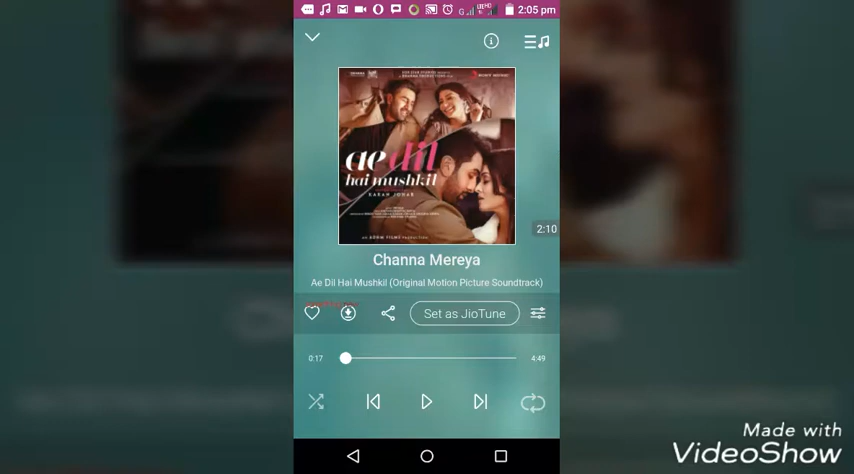 G
2:05 pm
ae dil
hai mushkil
KARAN JOHAR
2:10
Channa Mereya
Ae Dil Hai Mushkil (Original Motion Picture Soundtrack)
Set as JioTune
0:17
4:49
Made with
VideoShow